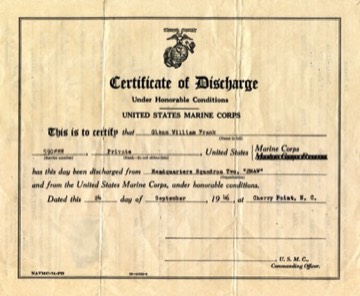 Certificate of Discharge
Under Honorable Conditions
UNITED STATES MARINE CORPS
This is to certify that Glenn William Frank
Private United States Marine Corps
has this day been discharged from Headquarters Squadron Two,
and from the United States Marine Corps, under honorable conditions.
Dated this day of September, 1946 at Cherry Point, N. C.
, U. S. M. C.,
Commanding Officer.